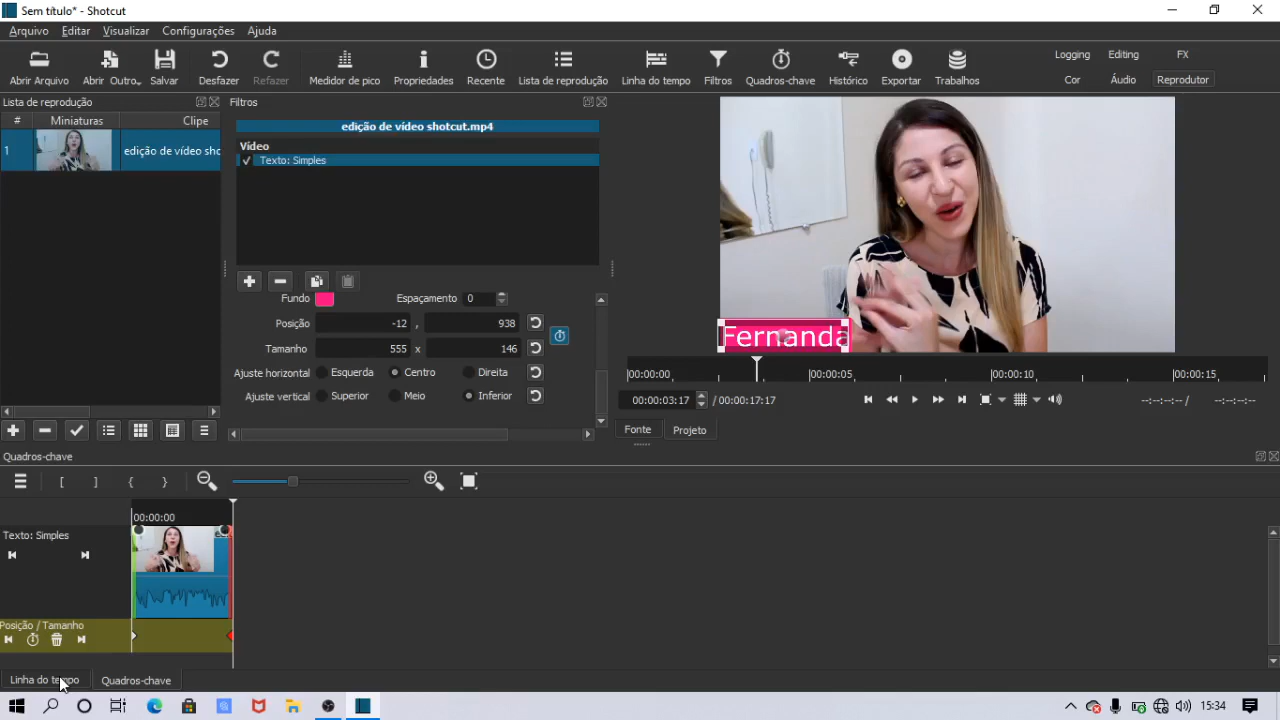 Sem título* - Shotcut
Arquivo Editar Visualizar Configurações Ajuda
Abrir Arquivo Abrir Outro... Salvar Desfazer Refazer Medidor de pico Propriedades Recente Lista de reprodução Linha do tempo Filtros Quadros-chave Histórico Exportar Trabalhos
Logging Editing FX
Cor Áudio Reprodutor
Lista de reprodução
# Miniaturas Clipe
1 edição de vídeo sho
Filtros
edição de vídeo shotcut.mp4
Vídeo
Texto: Simples
Fundo Espaçamento 0
Posição -12 , 938
Tamanho 555 x 146
Ajuste horizontal Esquerda Centro Direita
Ajuste vertical Superior Meio Inferior
Fernanda
00:00:00 00:00:05 00:00:10 00:00:15
00:00:03:17 / 00:00:17:17 --:--:--:-- / --:--:--:--
Fonte Projeto
Quadros-chave
00:00:00
Texto: Simples
Posição / Tamanho
Linha do tempo Quadros-chave
15:34